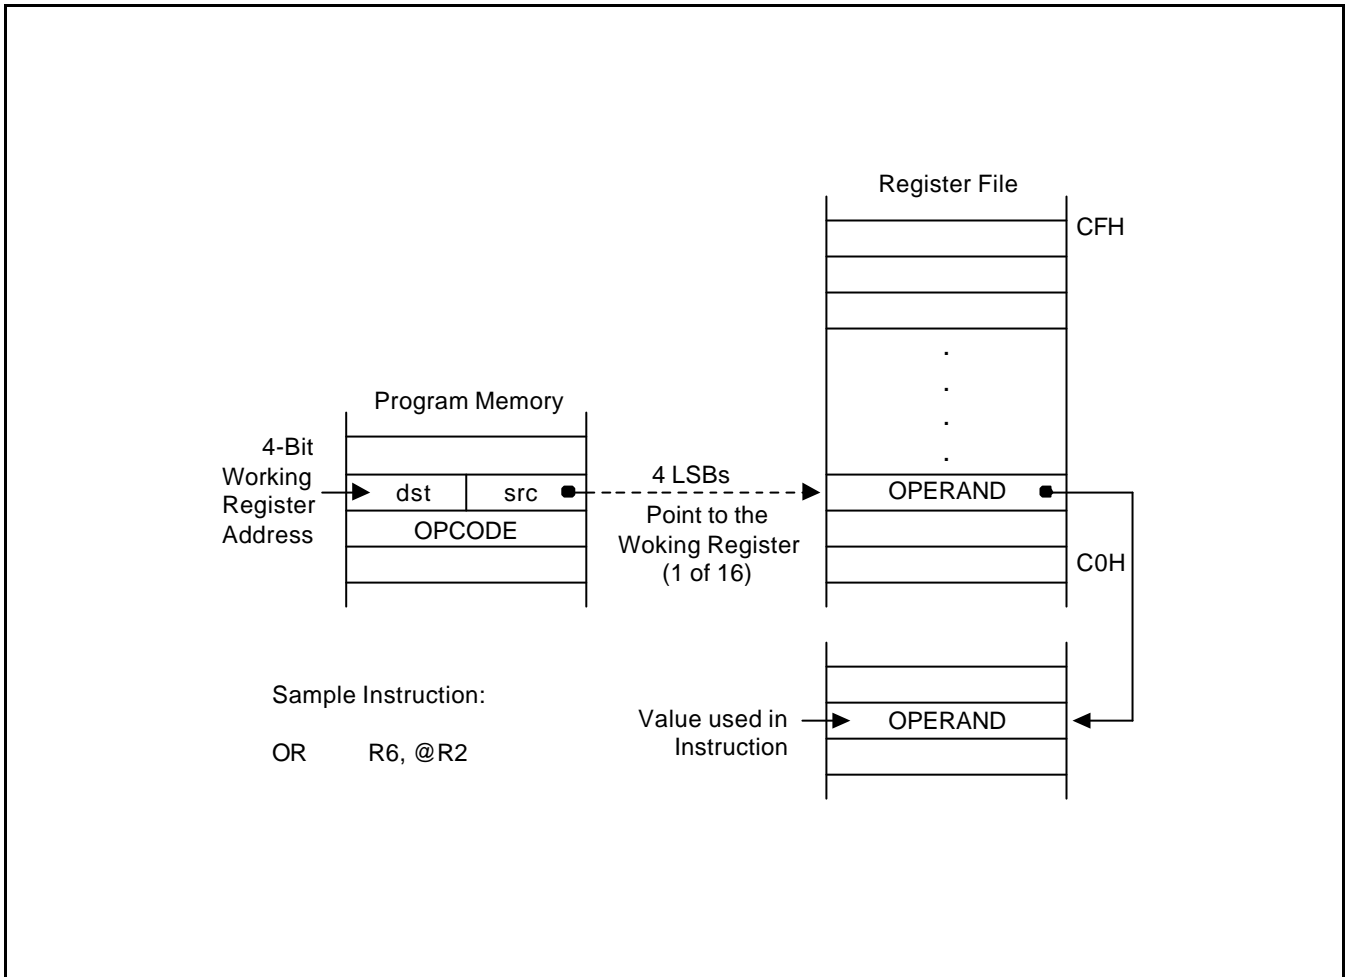 Register File
CFH
.
.
.
.
Program Memory
4-Bit
Working
Register
Address
dst src
OPCODE
4 LSBs
Point to the
Woking Register
(1 of 16)
OPERAND
C0H
Sample Instruction:
OR R6, @R2
Value used in
Instruction
OPERAND